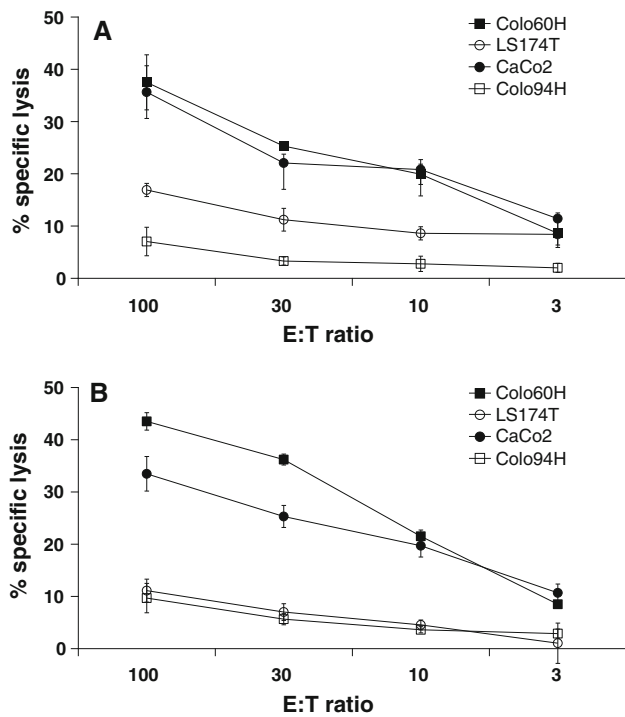 A
50
40
30
20
10
0
% specific lysis
Colo60H
LS174T
CaCo2
Colo94H
100 30 10 3
E:T ratio
B
50
40
30
20
10
0
% specific lysis
Colo60H
LS174T
CaCo2
Colo94H
100 30 10 3
E:T ratio